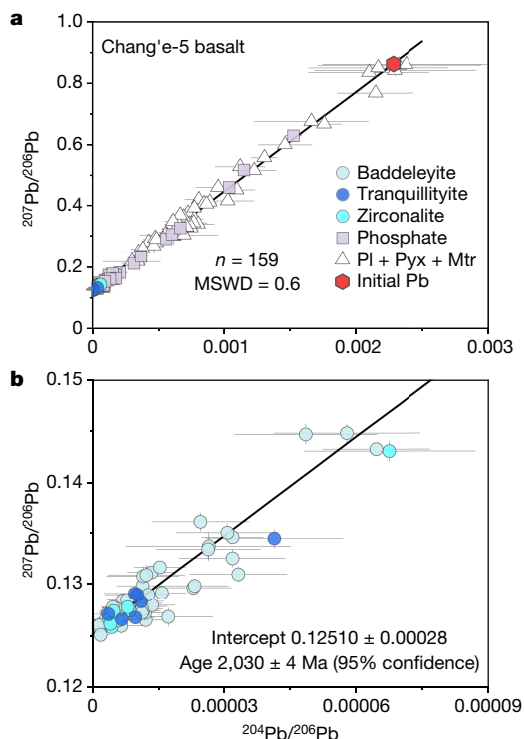 a
Chang'e-5 basalt
1.0
0.8
0.6
0.4
0.2
0
²⁰⁷Pb/²⁰⁶Pb
Baddeleyite
Tranquillityite
Zirconalite
Phosphate
Pl + Pyx + Mtr
Initial Pb
n = 159
MSWD = 0.6
0
0.001
0.002
0.003
b
0.15
0.14
0.13
0.12
²⁰⁷Pb/²⁰⁶Pb
Intercept 0.12510 ± 0.00028
Age 2,030 ± 4 Ma (95% confidence)
0
0.00003
0.00006
0.00009
²⁰⁴Pb/²⁰⁶Pb